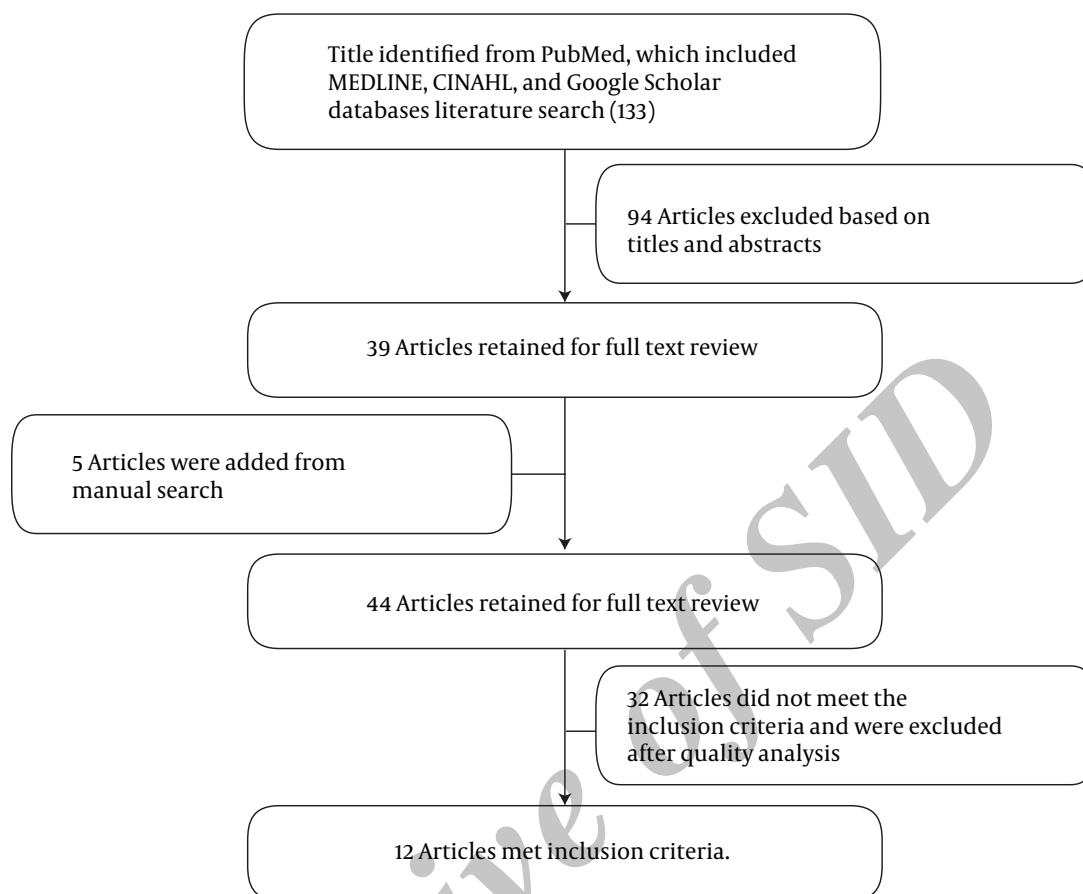 Title identified from PubMed, which included
MEDLINE, CINAHL, and Google Scholar
databases literature search (133)
94 Articles excluded based on
titles and abstracts
39 Articles retained for full text review
5 Articles were added from
manual search
44 Articles retained for full text review
32 Articles did not meet the
inclusion criteria and were excluded
after quality analysis
12 Articles met inclusion criteria.
ive of SID